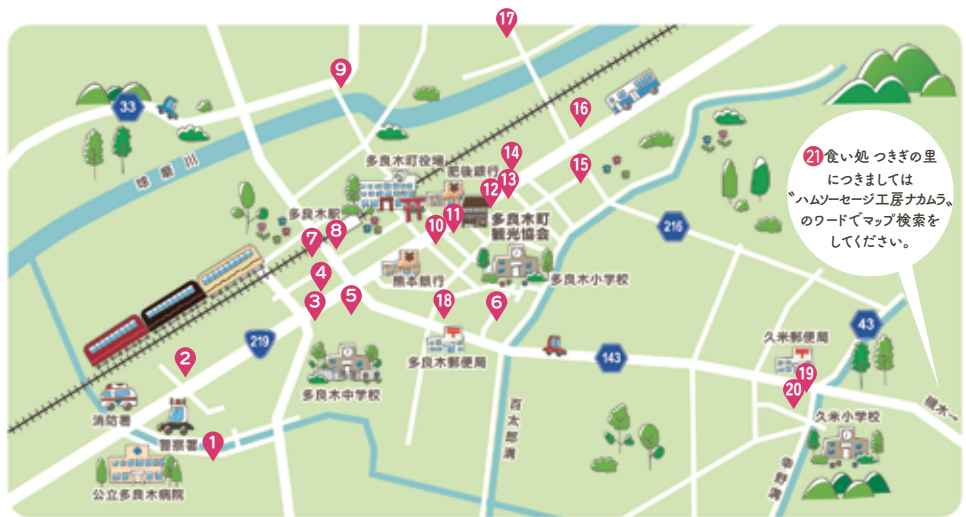 17
9
33
16
球磨川
多良木町役場
肥後銀行
14
15
13
12
21 食い処 つきぎの里
につきましては
〝ハムソーセージ工房ナカムラ〟
のワードでマップ検索を
してください。
多良木駅
7
8
10
11
多良木町
観光協会
216
4
3
5
熊本銀行
多良木小学校
18
6
219
2
多良木中学校
多良木郵便局
143
久米郵便局
43
19
20
槻木→
消防署
警察署
1
百太郎溝
久米小学校
幸野溝
公立多良木病院